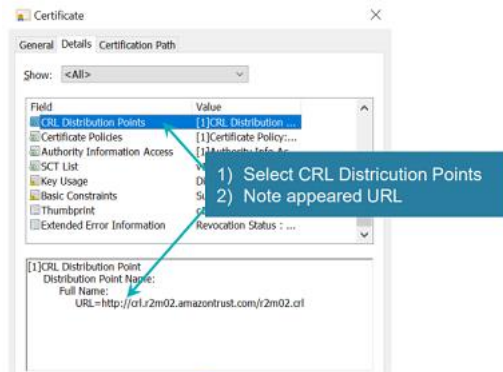 Certificate
General Details Certification Path
Show: <All>
Field Value
CRL Distribution Points [1]CRL Distribution ...
Certificate Policies [1]Certificate Policy:...
Authority Information Access
SCT List
Key Usage
Basic Constraints
Thumbprint
Extended Error Information Revocation Status : ...
1) Select CRL Districution Points
2) Note appeared URL
[1]CRL Distribution Point
Distribution Point Name:
Full Name:
URL=http://crl.r2m02.amazontrust.com/r2m02.crl